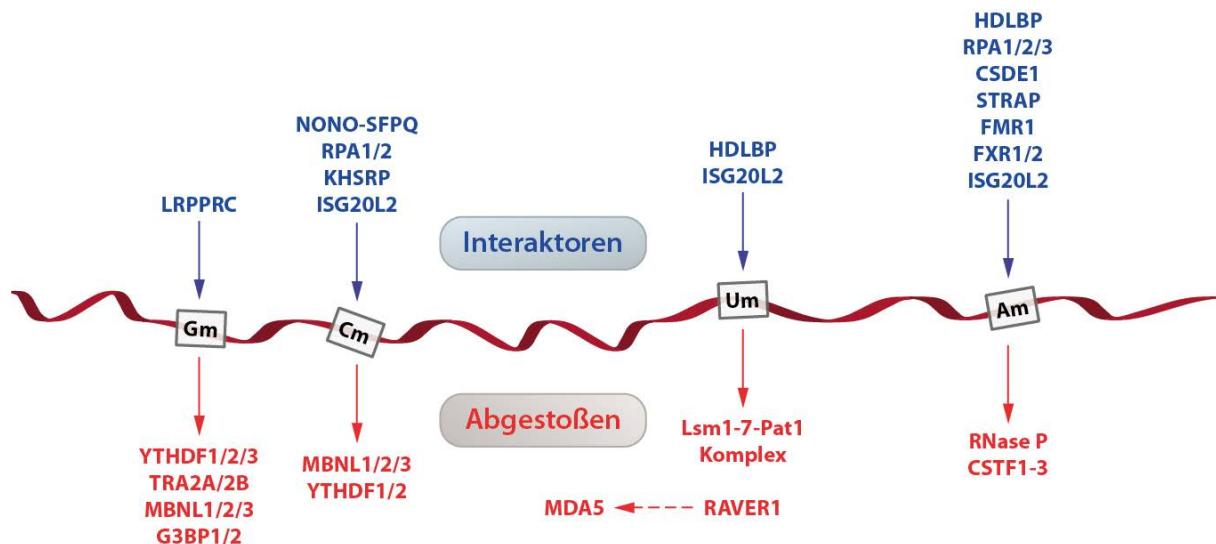 HDLBP
RPA1/2/3
CSDE1
STRAP
FMR1
FXR1/2
ISG20L2
NONO-SFPQ
RPA1/2
KHSRP
ISG20L2
HDLBP
ISG20L2
LRPPRC
Interaktoren
Gm
Cm
Um
Am
Abgestoßen
YTHDF1/2/3
TRA2A/2B
MBNL1/2/3
G3BP1/2
MBNL1/2/3
YTHDF1/2
Lsm1-7-Pat1
Komplex
MDA5
RAVER1
RNase P
CSTF1-3